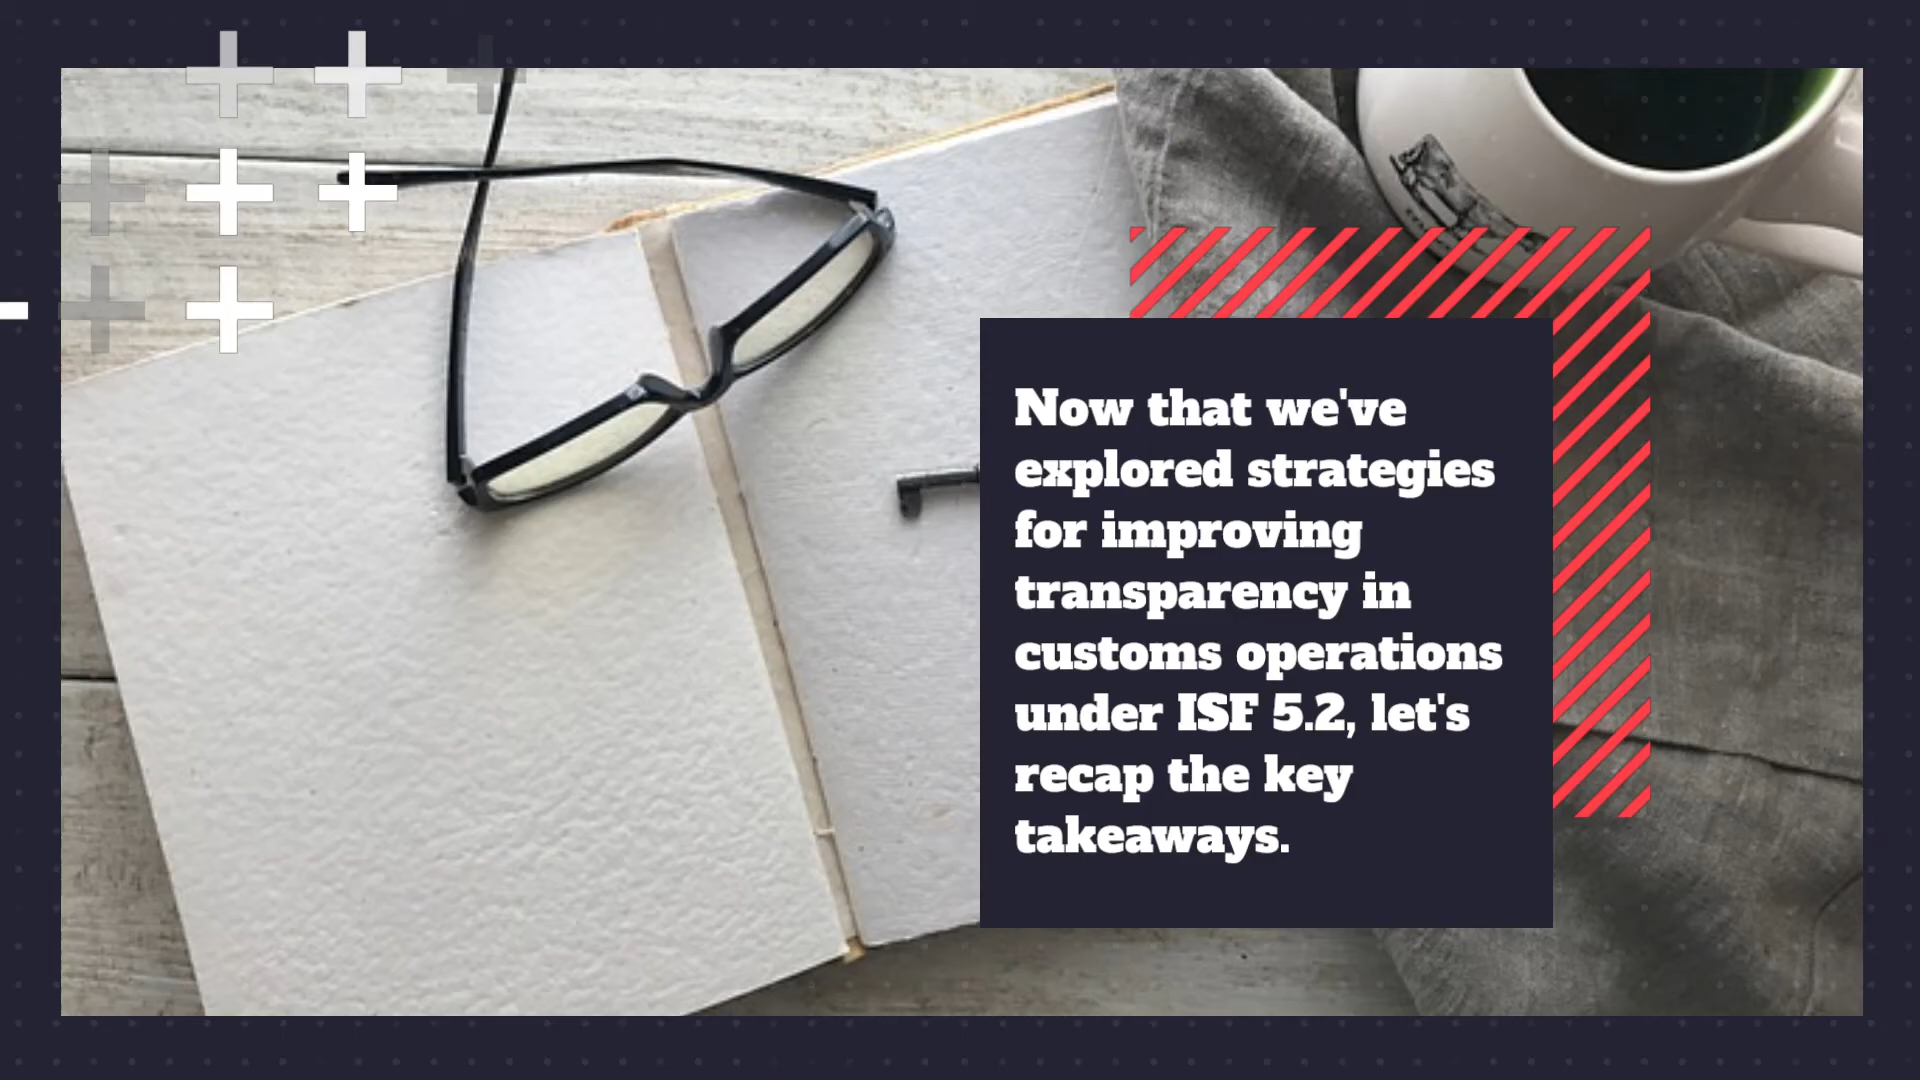 Now that we've
explored strategies
for improving
transparency in
customs operations
under ISF 5.2, let's
recap the key
takeaways.